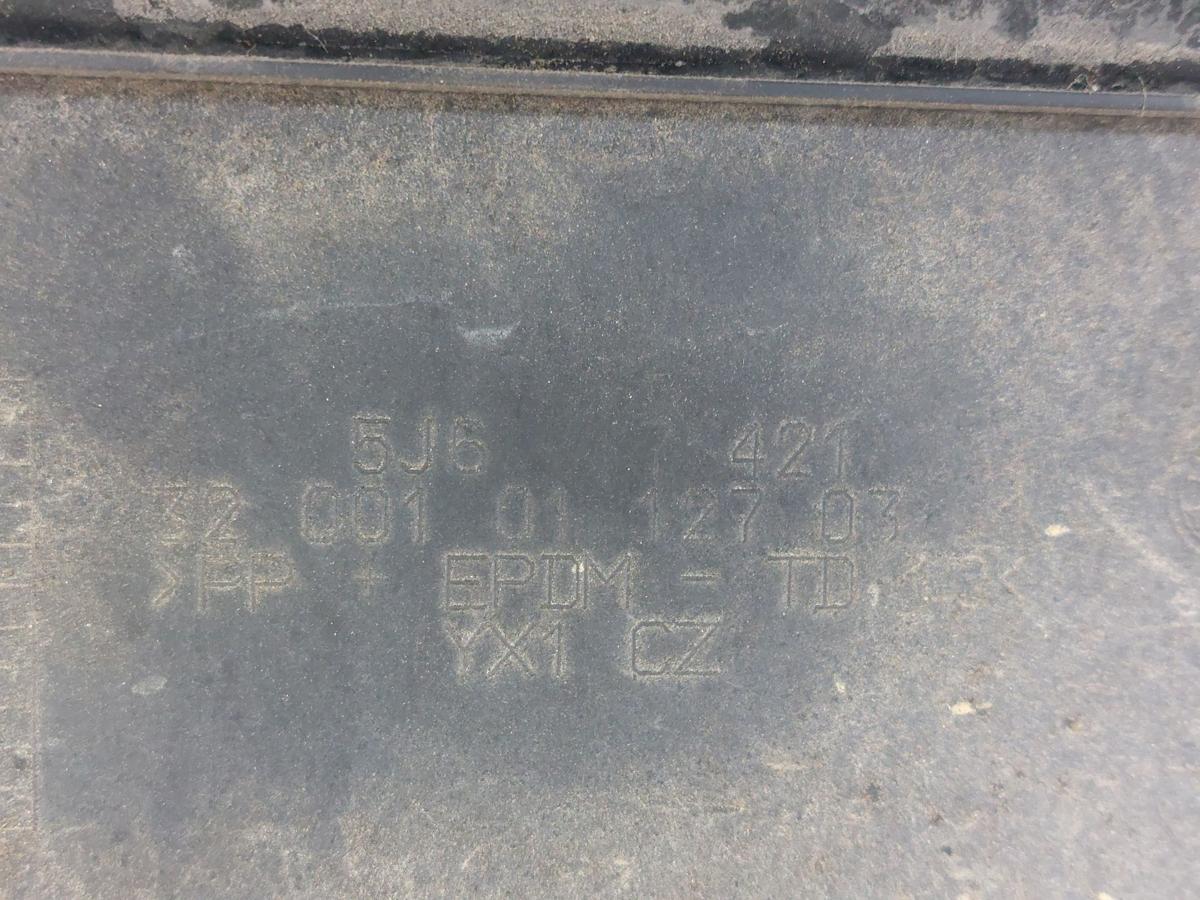 5J6 421
32 001 01 127 03
>PP + EPDM - TD
YX1 CZ